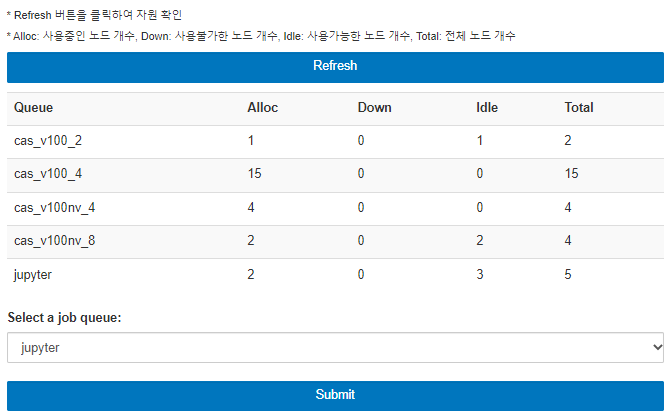 * Refresh 버튼을 클릭하여 자원 확인
* Alloc: 사용중인 노드 개수, Down: 사용불가한 노드 개수, Idle: 사용가능한 노드 개수, Total: 전체 노드 개수
Refresh
Queue Alloc Down Idle Total
cas_v100_2 1 0 1 2
cas_v100_4 15 0 0 15
cas_v100nv_4 4 0 0 4
cas_v100nv_8 2 0 2 4
jupyter 2 0 3 5
Select a job queue:
jupyter
Submit